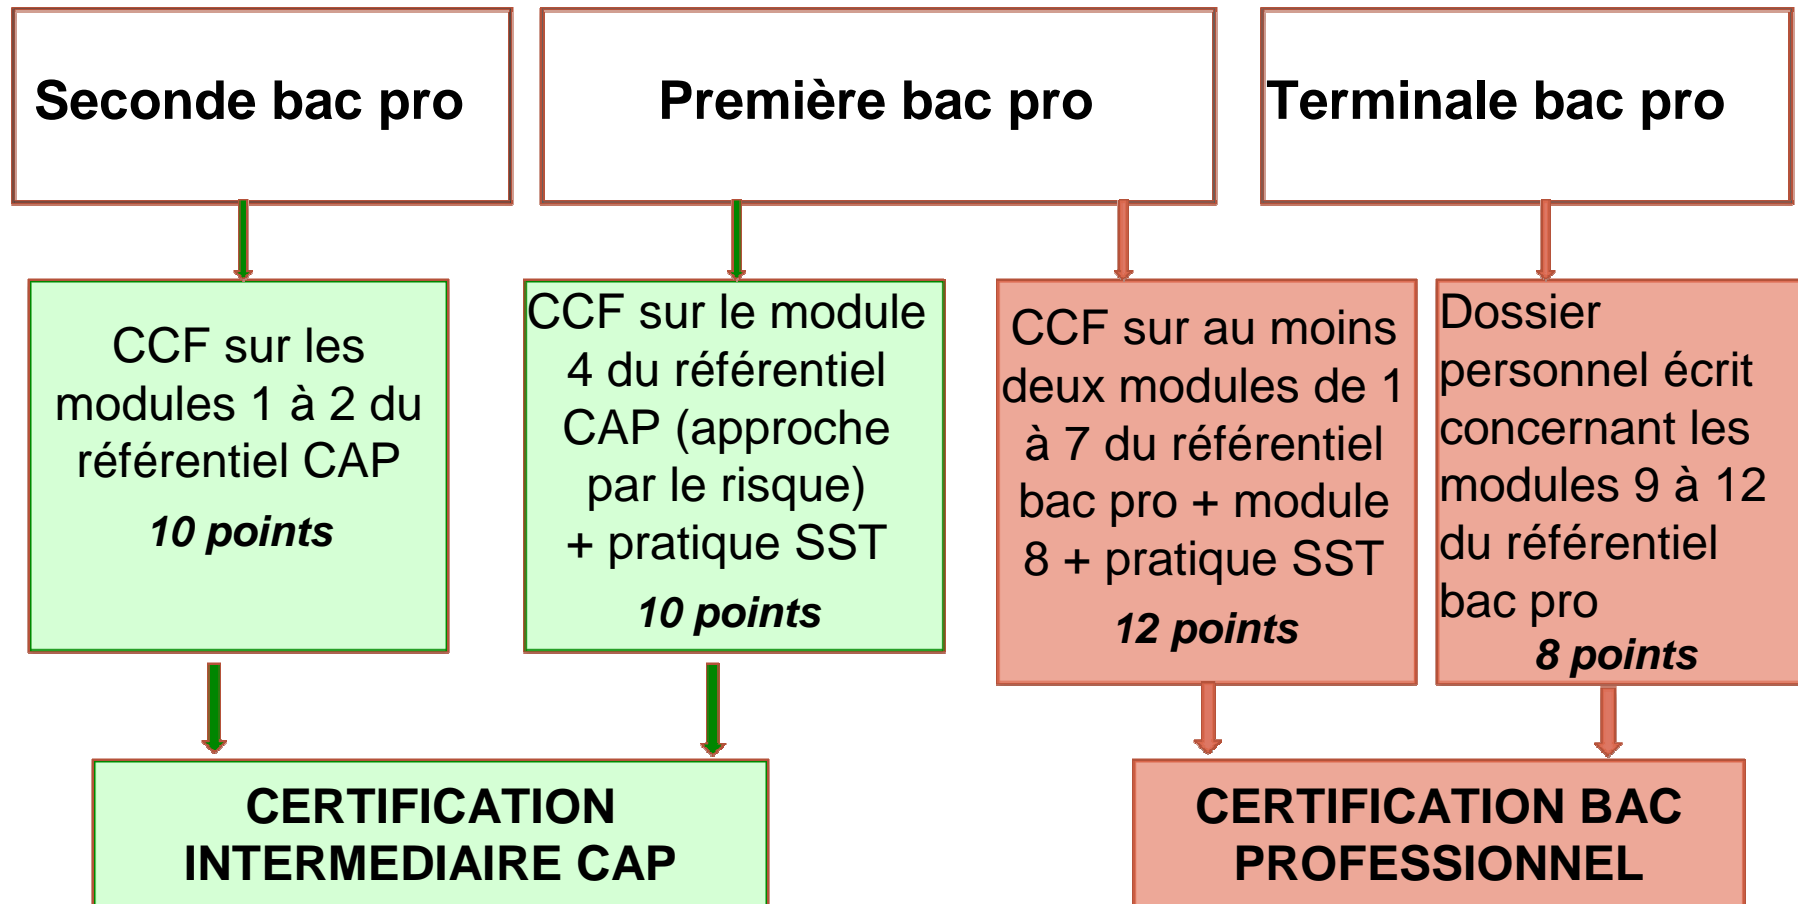 Seconde bac pro
Première bac pro
Terminale bac pro
CCF sur les
modules 1 à 2 du
référentiel CAP
10 points
CCF sur le module
4 du référentiel
CAP (approche
par le risque)
+ pratique SST
10 points
CCF sur au moins
deux modules de 1
à 7 du référentiel
bac pro + module
8 + pratique SST
12 points
Dossier
personnel écrit
concernant les
modules 9 à 12
du référentiel
bac pro
8 points
CERTIFICATION
INTERMEDIAIRE CAP
CERTIFICATION BAC
PROFESSIONNEL